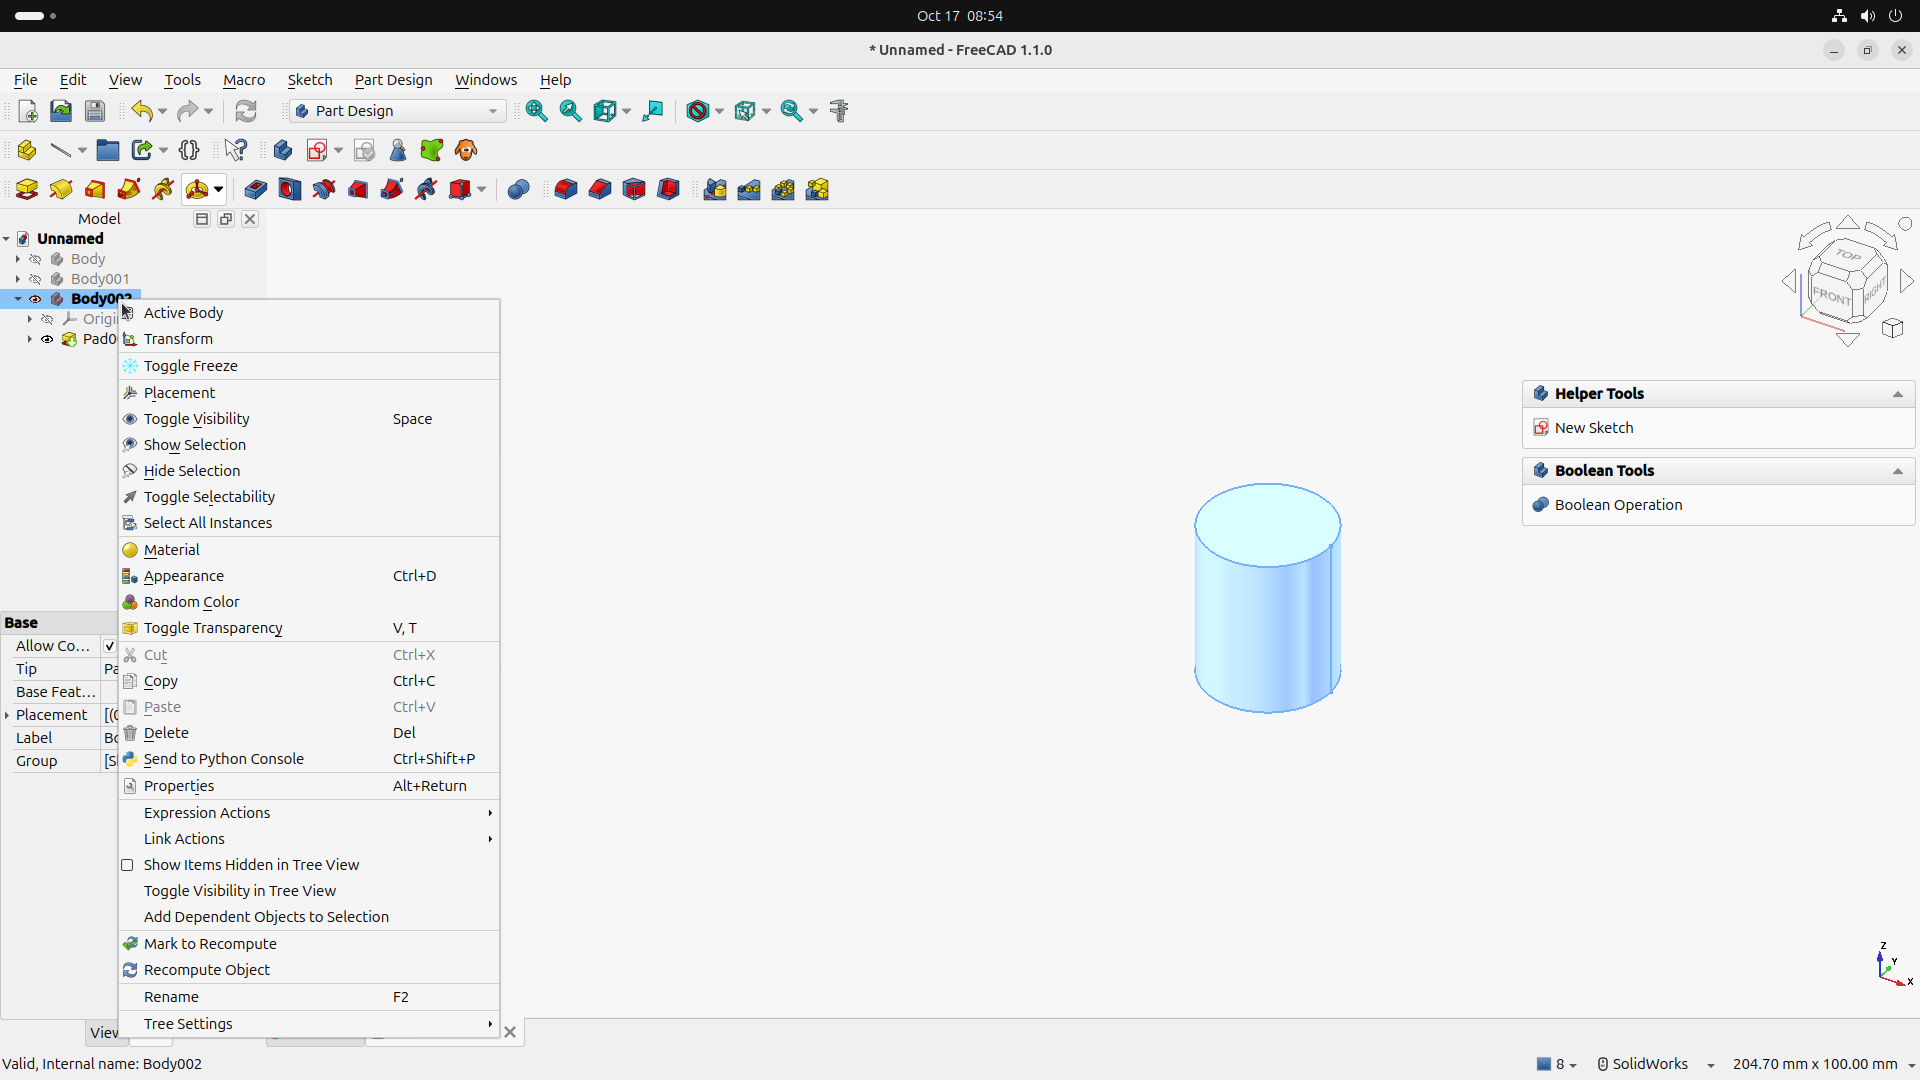 Oct 17 08:54
* Unnamed - FreeCAD 1.1.0
File Edit View Tools Macro Sketch Part Design Windows Help
Part Design
Model
Unnamed
Body
Body001
Body002
Active Body
Transform
Toggle Freeze
Placement
Toggle Visibility Space
Show Selection
Hide Selection
Toggle Selectability
Select All Instances
Material
Appearance Ctrl+D
Random Color
Toggle Transparency V, T
Cut Ctrl+X
Copy Ctrl+C
Paste Ctrl+V
Delete Del
Send to Python Console Ctrl+Shift+P
Properties Alt+Return
Expression Actions
Link Actions
Show Items Hidden in Tree View
Toggle Visibility in Tree View
Add Dependent Objects to Selection
Mark to Recompute
Recompute Object
Rename F2
Tree Settings
Base
Allow Co...
Tip
Base Feat...
Placement
Label
Group
View
TOP
FRONT
RIGHT
Helper Tools
New Sketch
Boolean Tools
Boolean Operation
Z
Y
X
Valid, Internal name: Body002
8
SolidWorks
204.70 mm x 100.00 mm